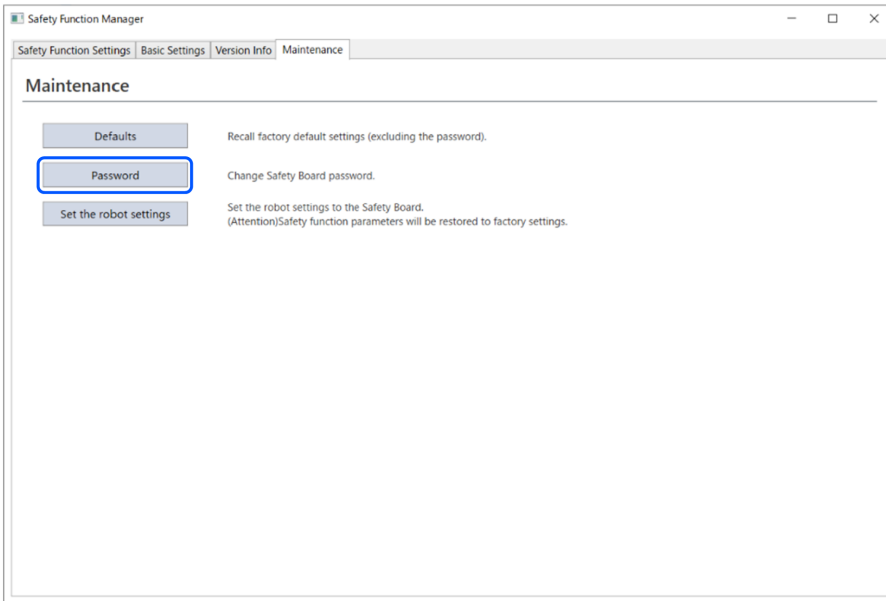 Safety Function Manager
Safety Function Settings Basic Settings Version Info Maintenance
Maintenance
Defaults Recall factory default settings (excluding the password).
Password Change Safety Board password.
Set the robot settings Set the robot settings to the Safety Board.
(Attention)Safety function parameters will be restored to factory settings.